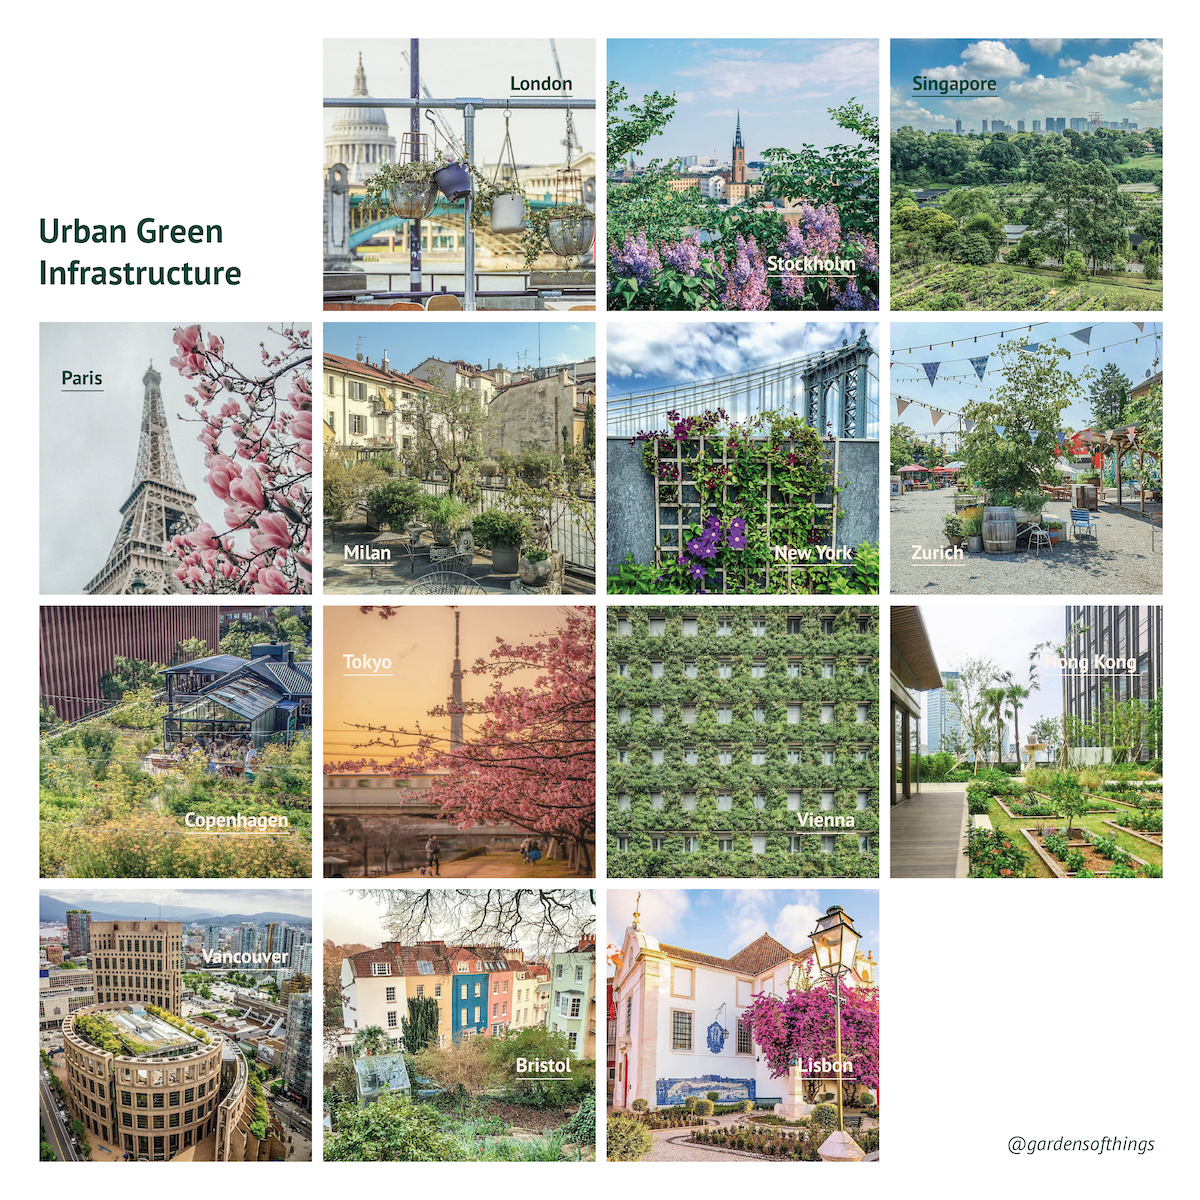 Urban Green
Infrastructure
London
Stockholm
Singapore
Paris
Milan
New York
Zurich
Copenhagen
Tokyo
Vienna
Hong Kong
Vancouver
Bristol
Lisbon
@gardensofthings